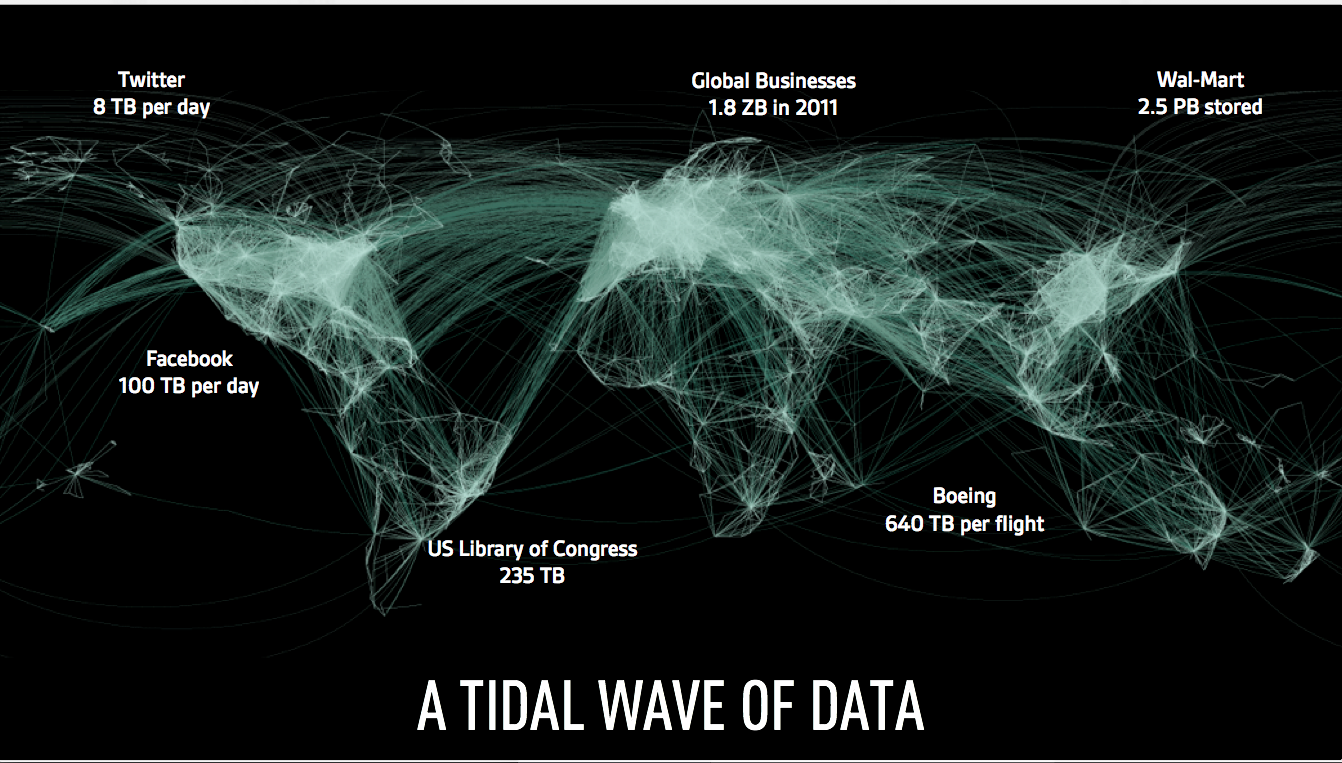 Twitter
8 TB per day
Global Businesses
1.8 ZB in 2011
Wal-Mart
2.5 PB stored
Facebook
100 TB per day
Boeing
640 TB per flight
US Library of Congress
235 TB
A TIDAL WAVE OF DATA